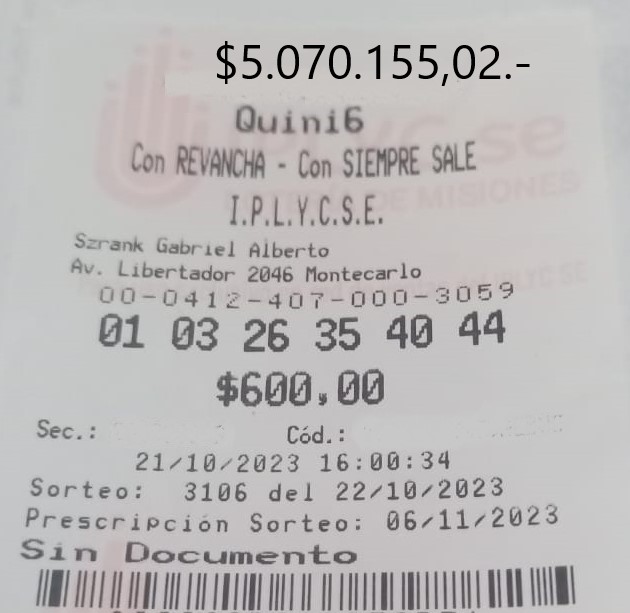 $5.070.155,02.-
Quini6
Con REVANCHA - Con SIEMPRE SALE
I.P.L.Y.C.S.E.
Szrank Gabriel Alberto
Av. Libertador 2046 Montecarlo
00-0412-407-000-3059
01 03 26 35 40 44
$600,00
Sec.: Cód.:
21/10/2023 16:00:34
Sorteo: 3106 del 22/10/2023
Prescripción Sorteo: 06/11/2023
Sin Documento